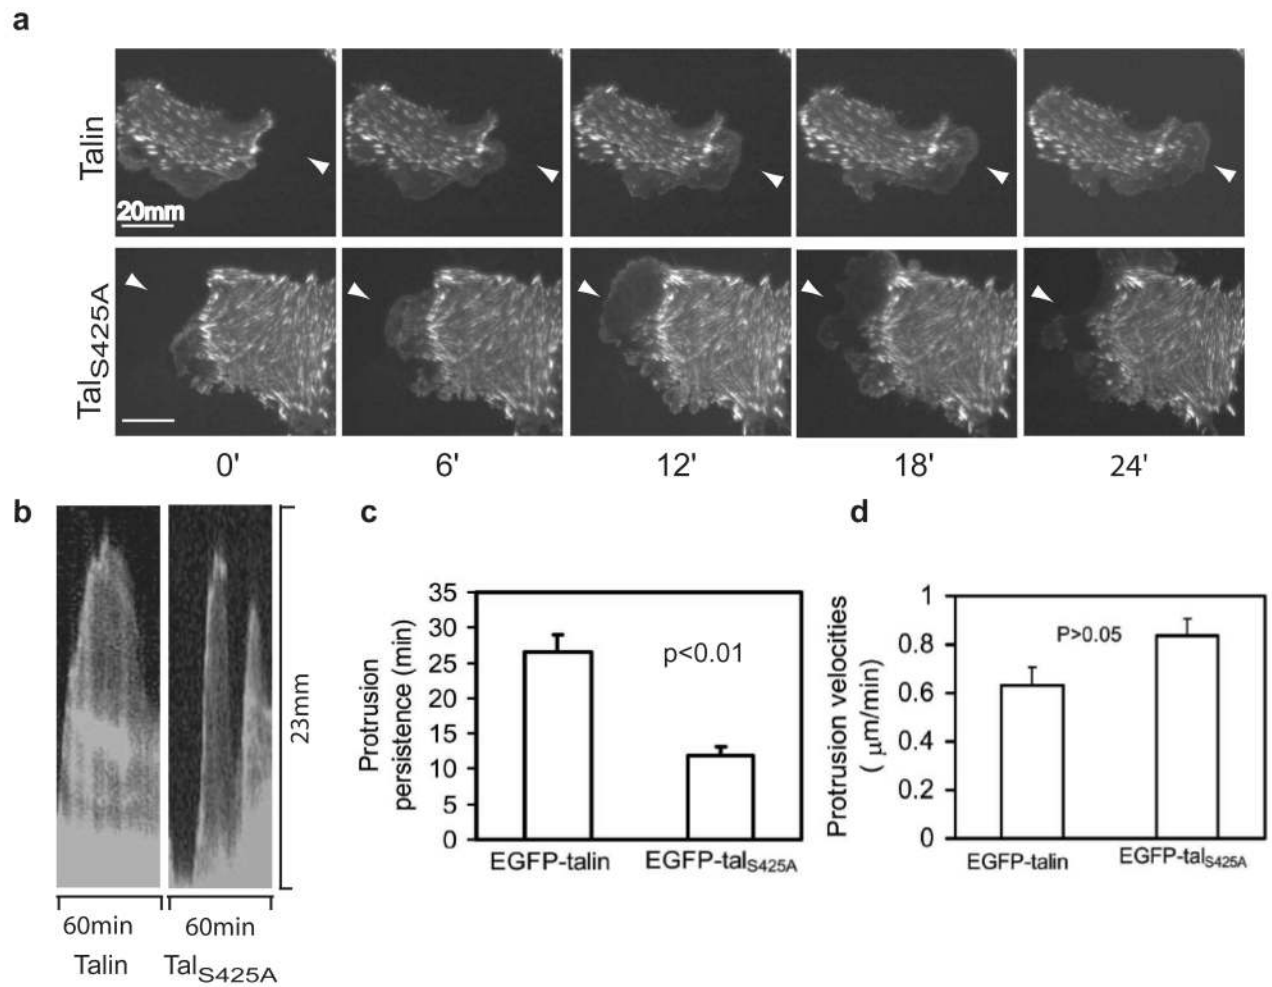 a
Talin
20mm
TalS425A
0' 6' 12' 18' 24'
b
23mm
60min 60min
Talin TalS425A
c
Protrusion
persistence (min)
35
30
25
20
15
10
5
0
p<0.01
EGFP-talin EGFP-talS425A
d
Protrusion velocities
( μm/min)
1
0.8
0.6
0.4
0.2
0
P>0.05
EGFP-talin EGFP-talS425A